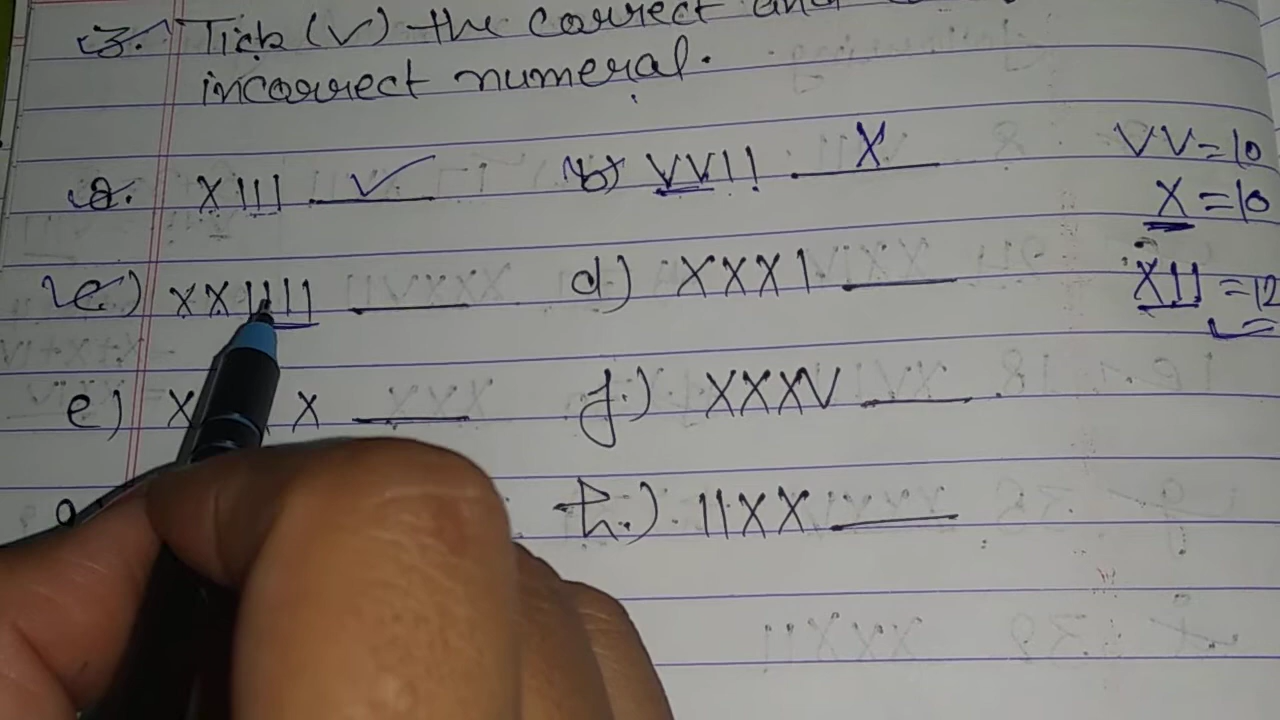 3. Tick (√) the correct and
incorrect numeral.
a. XIII ✓ b) VVII X VV=10
X=10
c) XXIIII d) XXXI XII=12
e) X X f.) XXXV
h.) IIXX